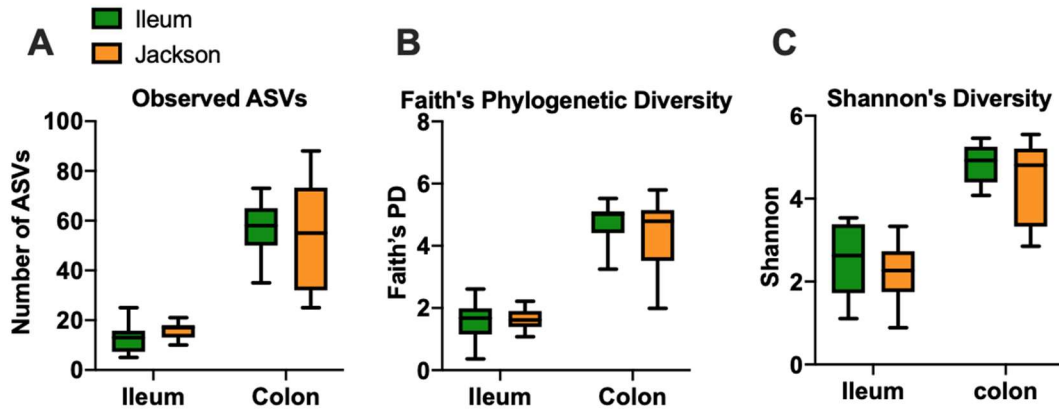 A
Ileum
Jackson
Observed ASVs
Number of ASVs
100
80
60
40
20
0
Ileum
Colon
B
Faith's Phylogenetic Diversity
Faith's PD
8
6
4
2
0
Ileum
Colon
C
Shannon's Diversity
Shannon
6
4
2
0
Ileum
colon